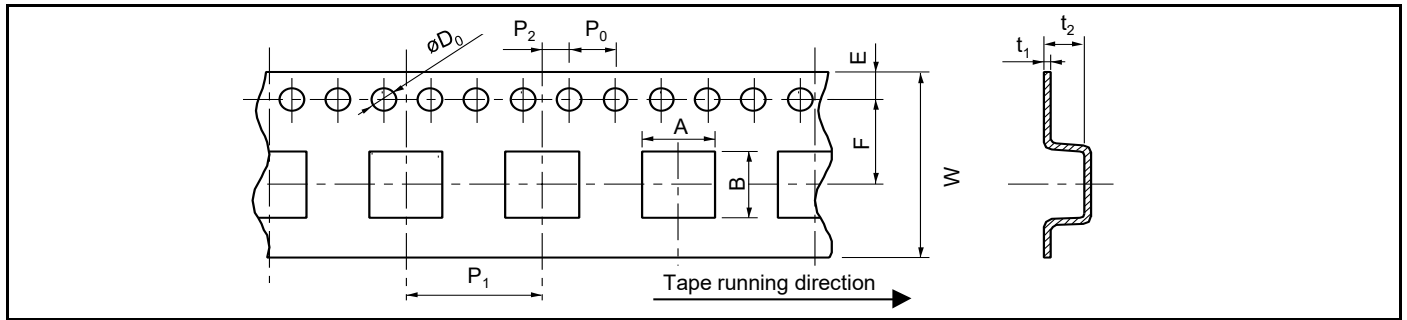 P₂ P₀
øD₀
E
t₂
t₁
A
F
B
W
P₁
Tape running direction